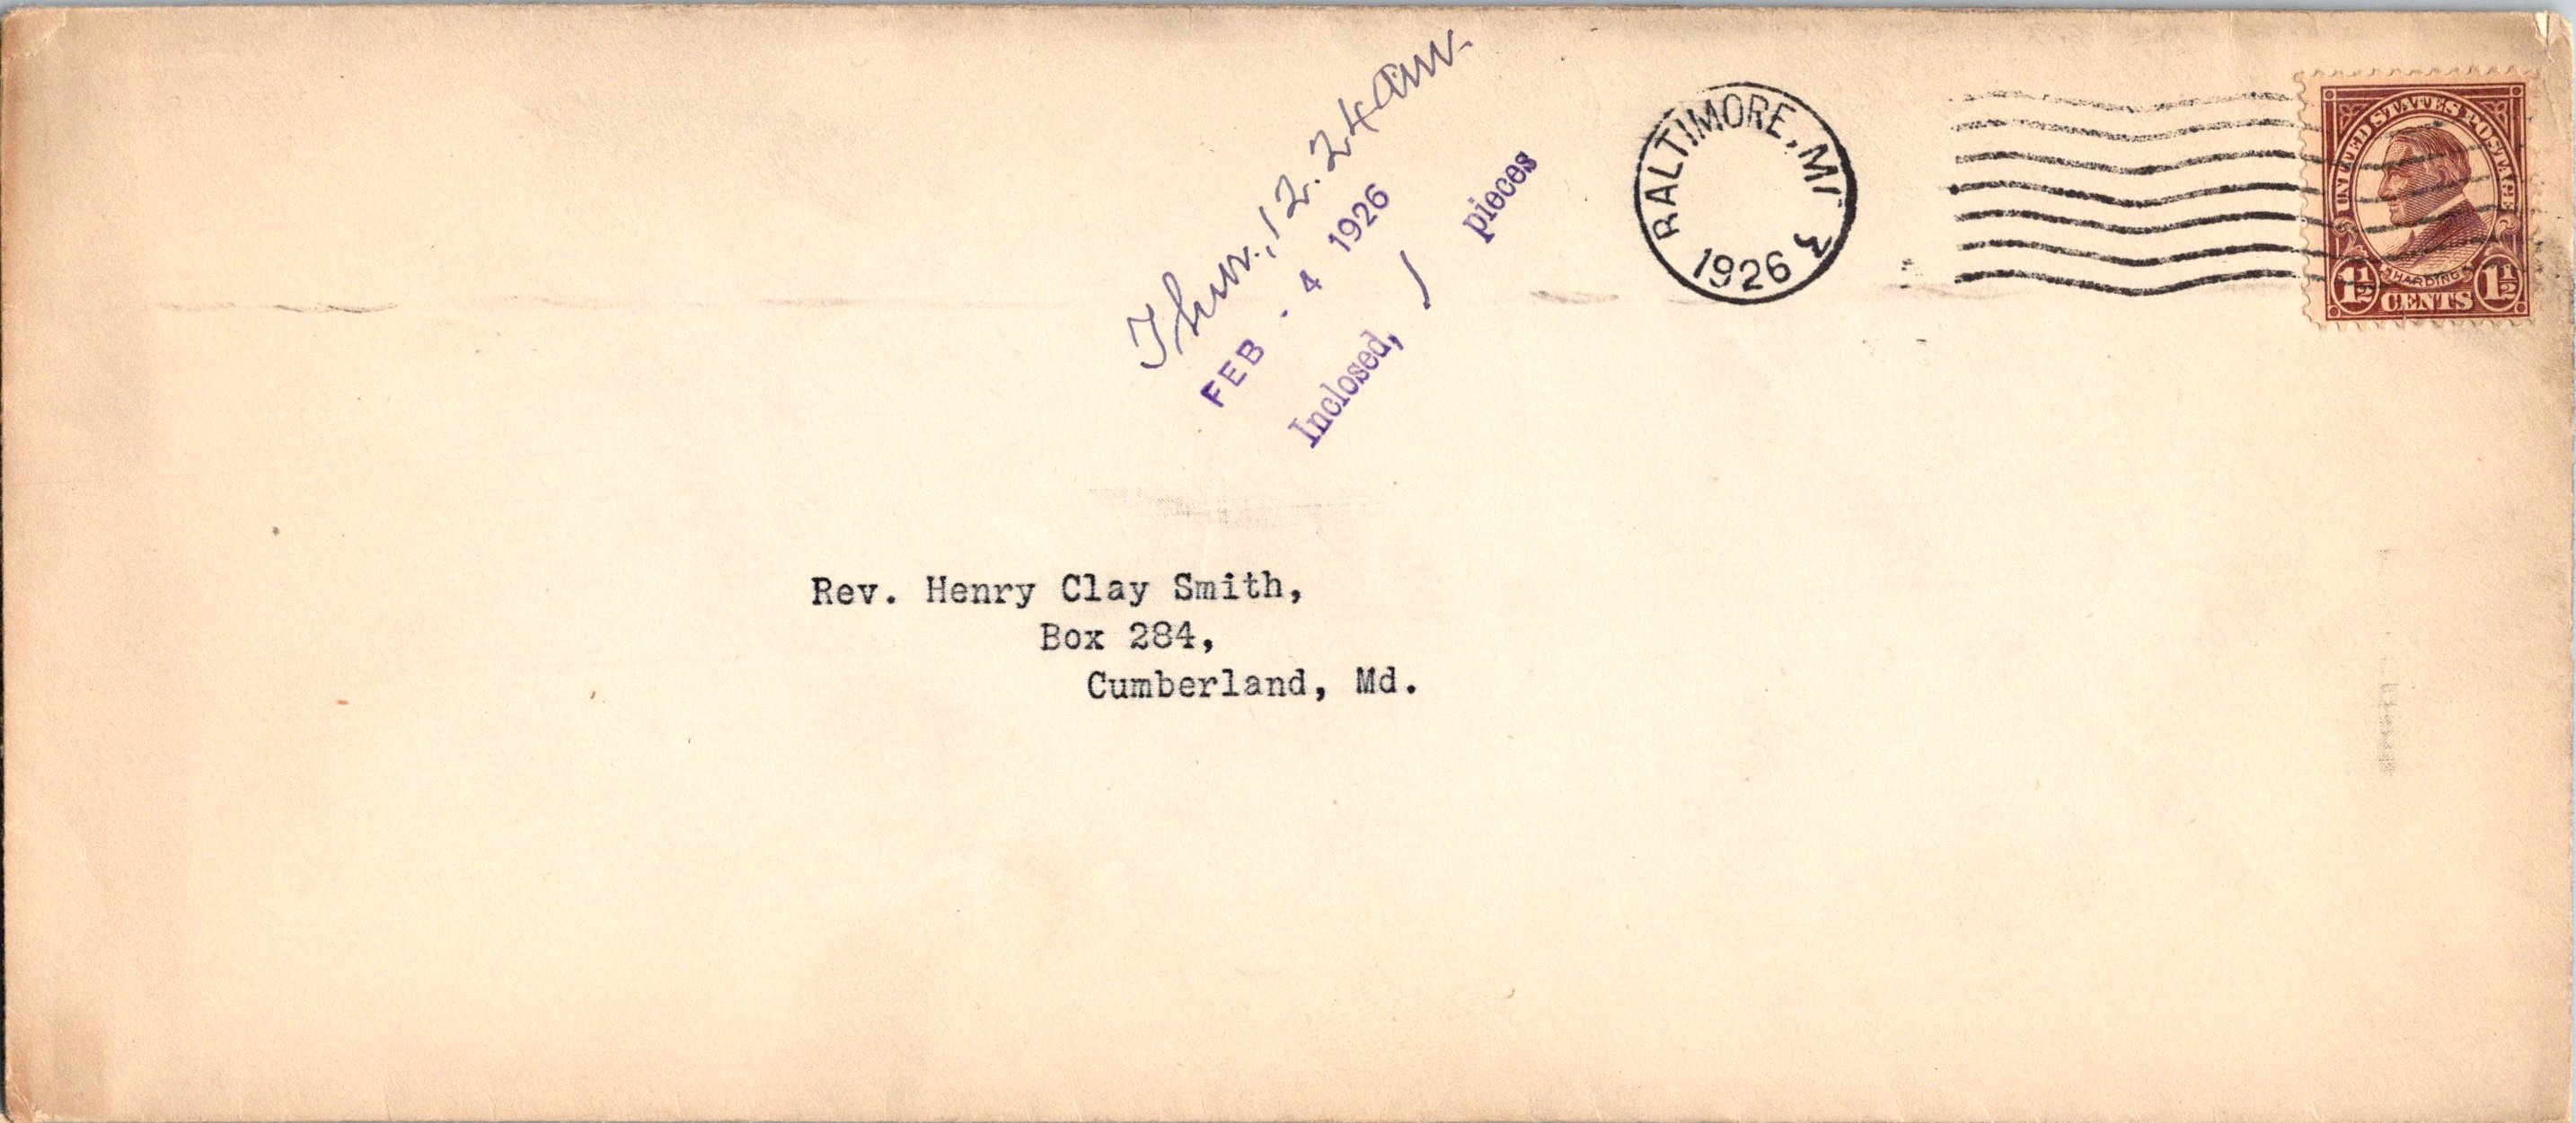 Thur., 12.24 am.
FEB - 4 1926
Inclosed, 1 pieces
BALTIMORE, MD
3
1926
UNITED STATES POSTAGE
HARDING
1½ CENTS 1½
Rev. Henry Clay Smith,
Box 284,
Cumberland, Md.